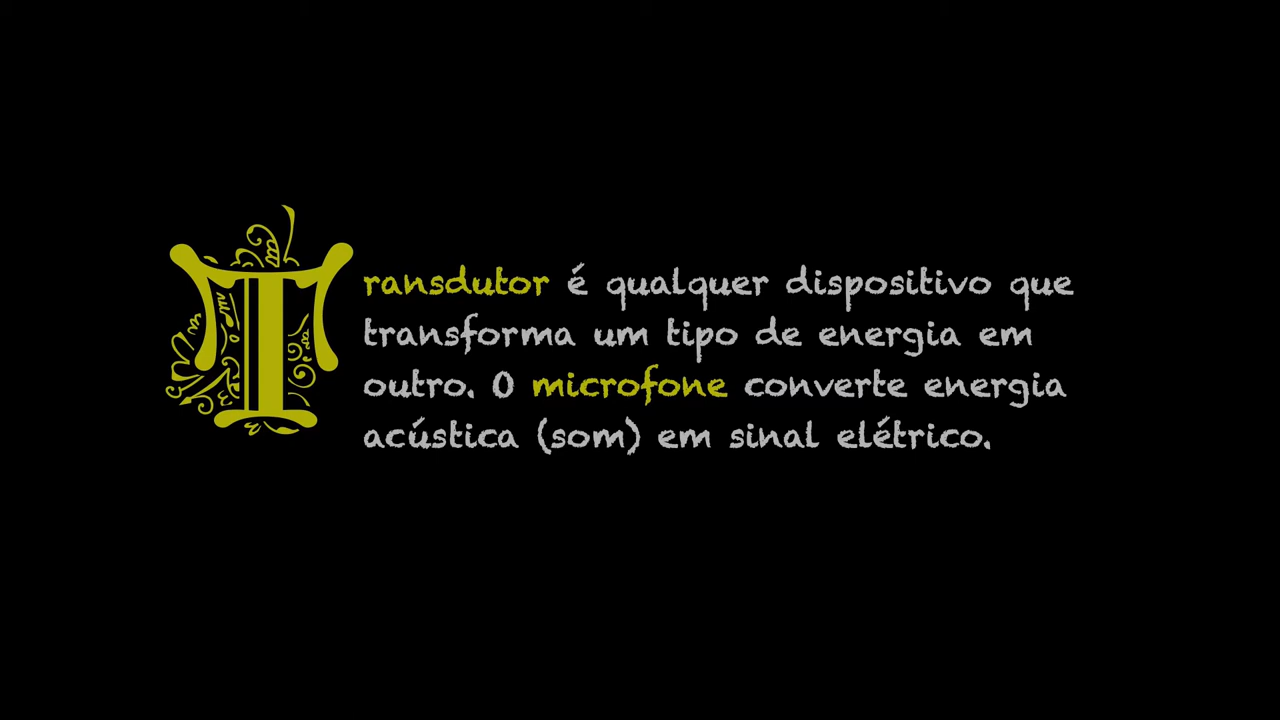 Transdutor é qualquer dispositivo que
transforma um tipo de energia em
outro. O microfone converte energia
acústica (som) em sinal elétrico.